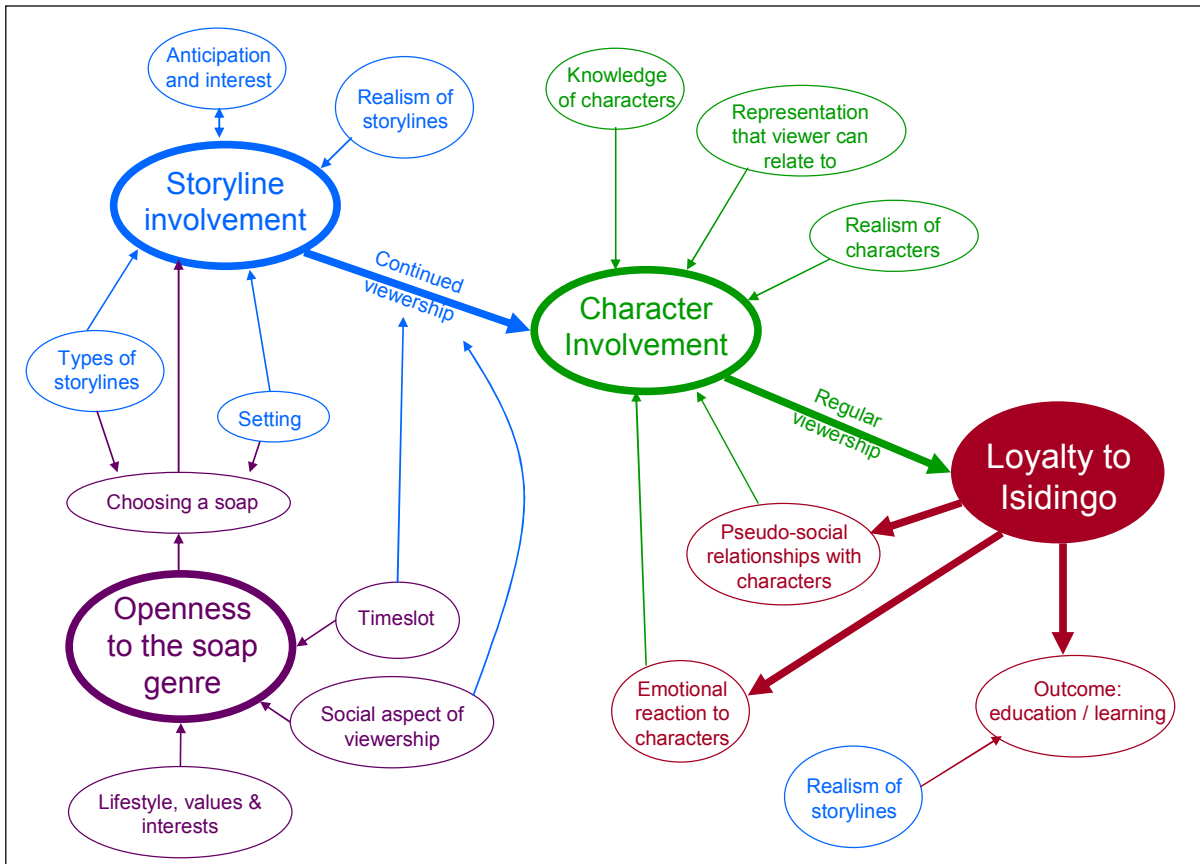 Anticipation
and interest
Realism of
storylines
Storyline
involvement
Knowledge
of characters
Representation
that viewer can
relate to
Realism of
characters
Continued
viewership
Character
Involvement
Types of
storylines
Setting
Choosing a soap
Regular
viewership
Loyalty to
Isidingo
Pseudo-social
relationships with
characters
Openness
to the soap
genre
Timeslot
Social aspect of
viewership
Emotional
reaction to
characters
Outcome:
education / learning
Lifestyle, values &
interests
Realism of
storylines